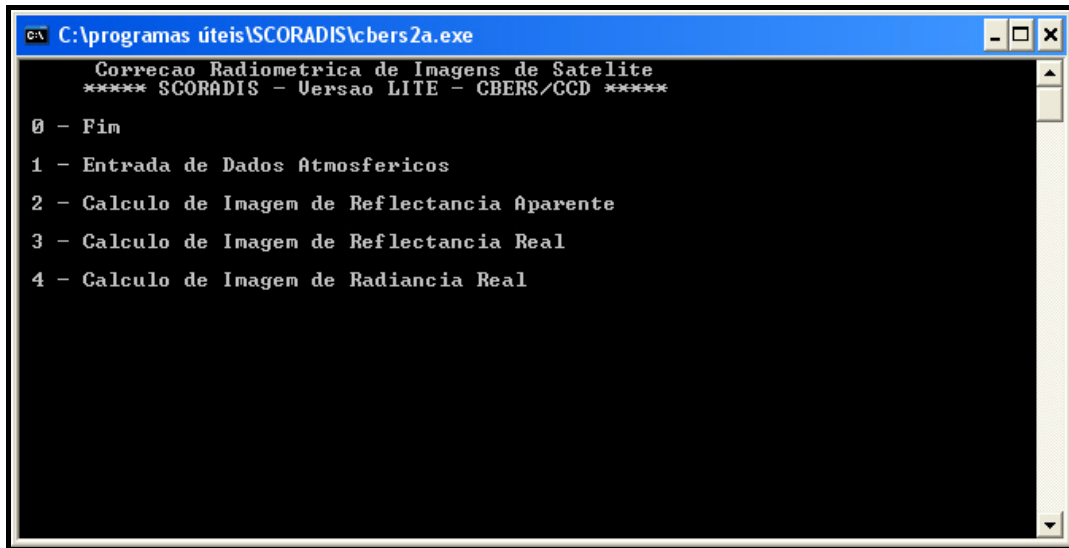 C:\programas úteis\SCORADIS\cbers2a.exe
Correcao Radiometrica de Imagens de Satelite
***** SCORADIS - Versao LITE - CBERS/CCD *****
0 - Fim
1 - Entrada de Dados Atmosfericos
2 - Calculo de Imagem de Reflectancia Aparente
3 - Calculo de Imagem de Reflectancia Real
4 - Calculo de Imagem de Radiancia Real